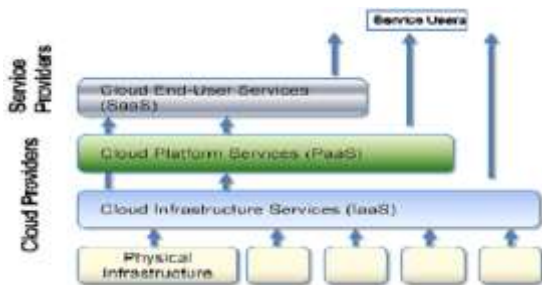 Service Users
Service
Providers
Cloud End-User Services
(SaaS)
Cloud Platform Services (PaaS)
Cloud Providers
Cloud Infrastructure Services (IaaS)
Physical
Infrastructure